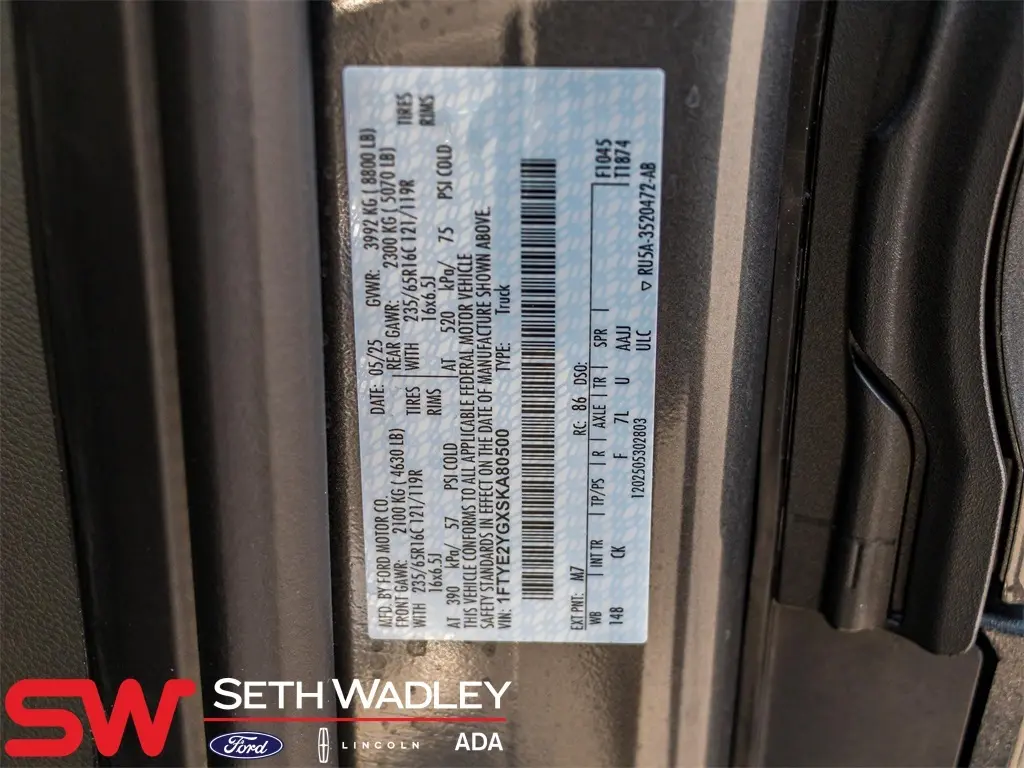 MFD. BY FORD MOTOR CO. DATE: 05/25 GVWR: 3992 KG ( 8800 LB)
FRONT GAWR: 2100 KG ( 4630 LB) REAR GAWR: 2300 KG ( 5070 LB)
WITH 235/65R16C 121/119R TIRES WITH 235/65R16C 121/119R TIRES
16x6.5J RIMS 16x6.5J RIMS
AT 390 kPa/ 57 PSI COLD AT 520 kPa/ 75 PSI COLD
THIS VEHICLE CONFORMS TO ALL APPLICABLE FEDERAL MOTOR VEHICLE
SAFETY STANDARDS IN EFFECT ON THE DATE OF MANUFACTURE SHOWN ABOVE.
VIN: 1FTYE2YGXSKA80500 TYPE: Truck
EXT PNT: M7 RC: 86 DSO: F1045
WB INT TR TP/PS R AXLE TR SPR T1874
148 CK F 7L U AAJJ
ULC
1202505302803 ▽ RU5A-3520472-AB
SW SETH WADLEY
Ford LINCOLN ADA